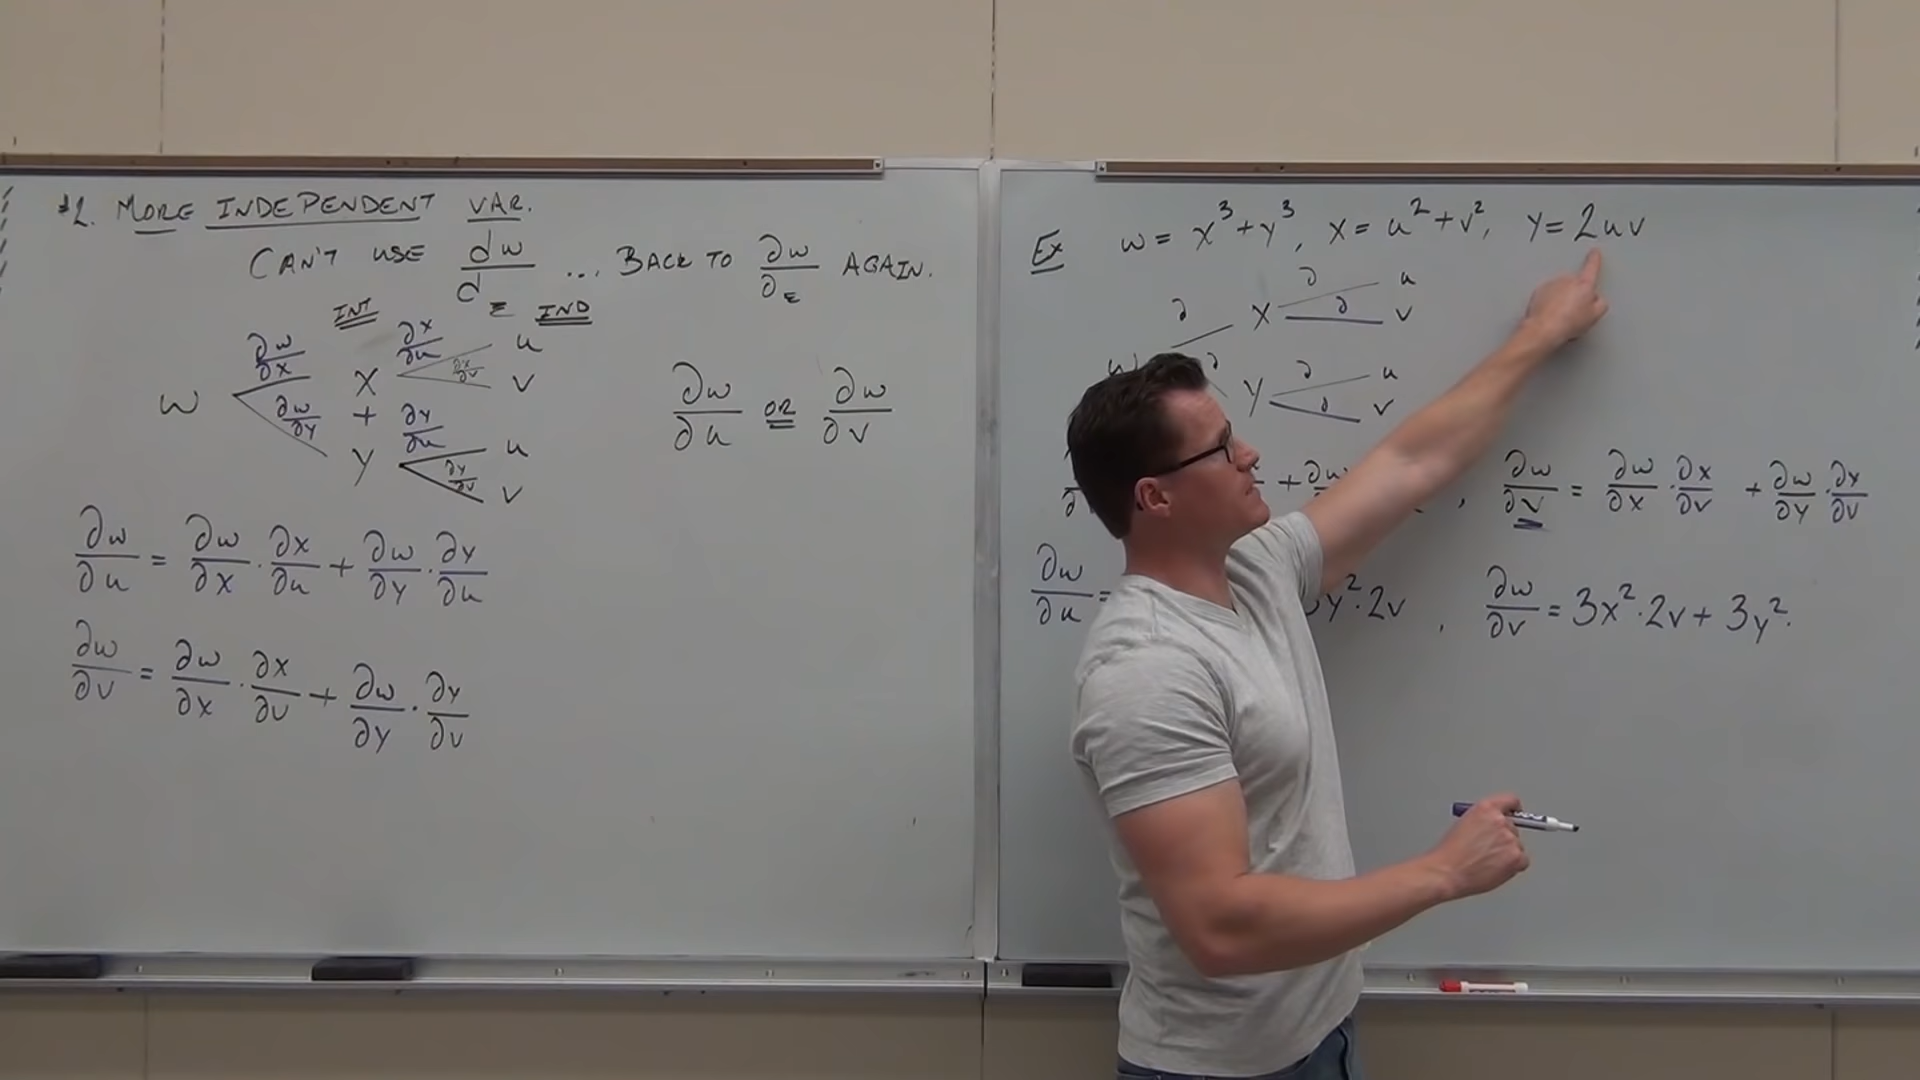 #2. MORE INDEPENDENT VAR.
CAN'T USE dw/d_ ... BACK TO ∂w/∂_ AGAIN.
INT IND
∂w/∂x ∂x/∂u u
w x ∂x/∂v v
∂w/∂y + ∂y/∂u
y ∂y/∂v u
v
∂w/∂u OR ∂w/∂v
∂w/∂u = ∂w/∂x · ∂x/∂u + ∂w/∂y · ∂y/∂u
∂w/∂v = ∂w/∂x · ∂x/∂v + ∂w/∂y · ∂y/∂v
Ex w = x³ + y³, x = u² + v², y = 2uv
∂ x ∂ u
∂ v
w
∂ y ∂ u
∂ v
+ ∂w , ∂w/∂v = ∂w/∂x · ∂x/∂v + ∂w/∂y · ∂y/∂v
∂w/∂u = y² · 2v , ∂w/∂v = 3x² · 2v + 3y² ·